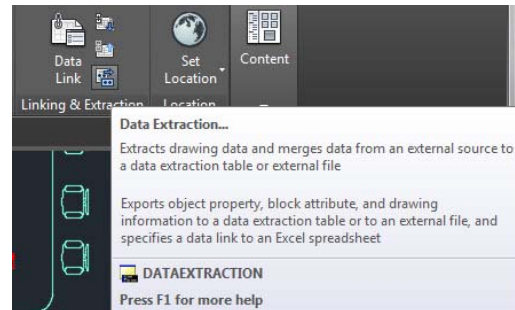 Data
Link
Set
Location
Content
Linking & Extraction
Location
Data Extraction...
Extracts drawing data and merges data from an external source to
a data extraction table or external file
Exports object property, block attribute, and drawing
information to a data extraction table or to an external file, and
specifies a data link to an Excel spreadsheet
DATAEXTRACTION
Press F1 for more help